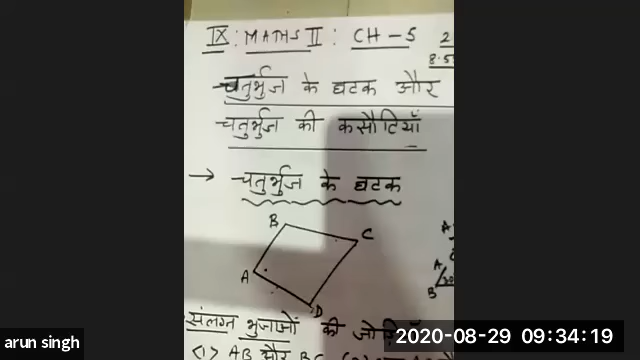 IX : MATHS II : CH - 5
चतुर्भुज के घटक और
चतुर्भुज की कसौटियाँ
→ चतुर्भुज के घटक
B
C
A
D
संलग्न भुजाओं की
<1> AB और BC
arun singh
2020-08-29 09:34:19